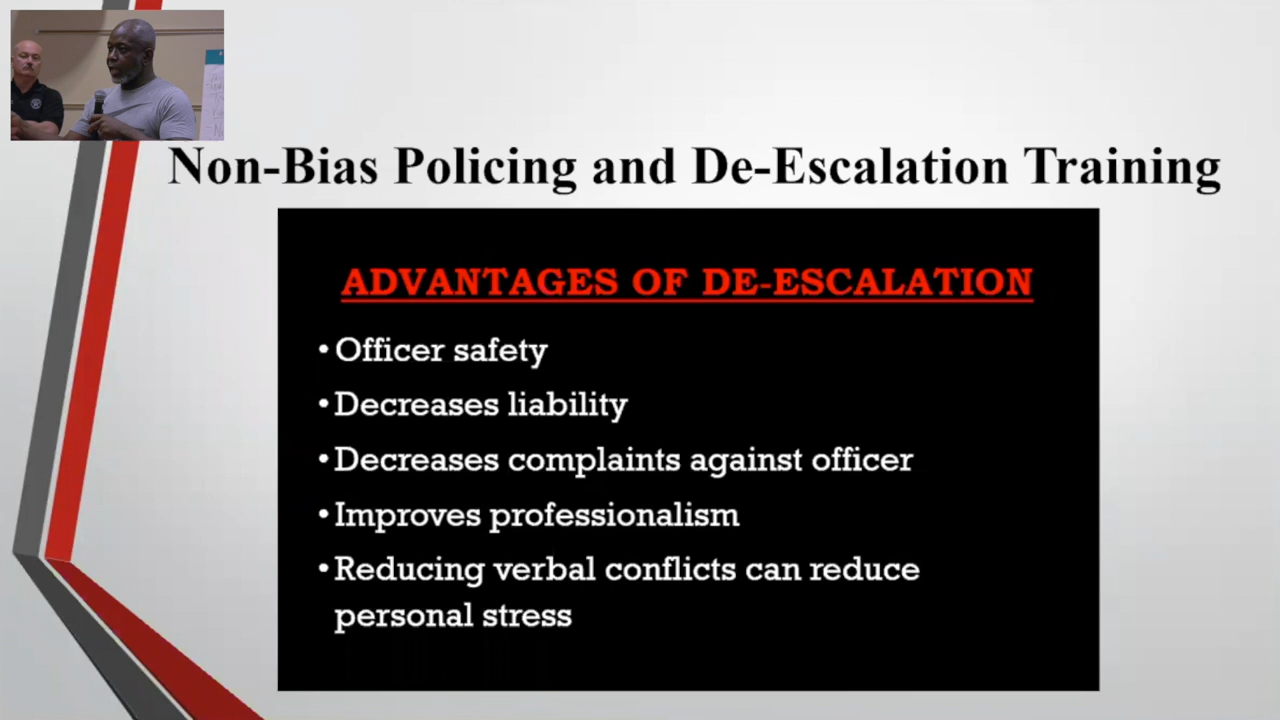 Non-Bias Policing and De-Escalation Training
ADVANTAGES OF DE-ESCALATION
• Officer safety
• Decreases liability
• Decreases complaints against officer
• Improves professionalism
• Reducing verbal conflicts can reduce
personal stress